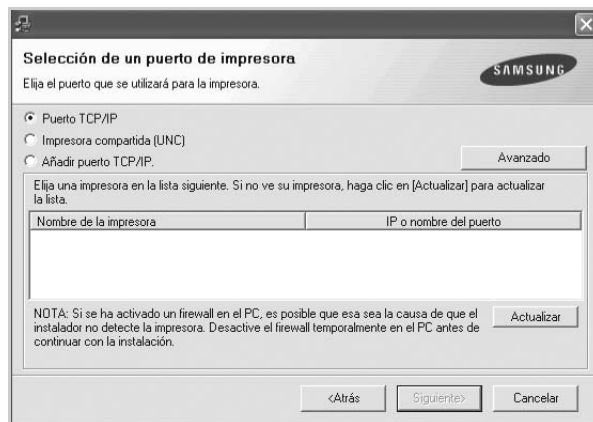 Selección de un puerto de impresora
Elija el puerto que se utilizará para la impresora.
SAMSUNG
Puerto TCP/IP
Impresora compartida (UNC)
Añadir puerto TCP/IP.
Avanzado
Elija una impresora en la lista siguiente. Si no ve su impresora, haga clic en [Actualizar] para actualizar
la lista.
Nombre de la impresora IP o nombre del puerto
NOTA: Si se ha activado un firewall en el PC, es posible que esa sea la causa de que el
instalador no detecte la impresora. Desactive el firewall temporalmente en el PC antes de
continuar con la instalación.
Actualizar
<Atrás Siguiente> Cancelar